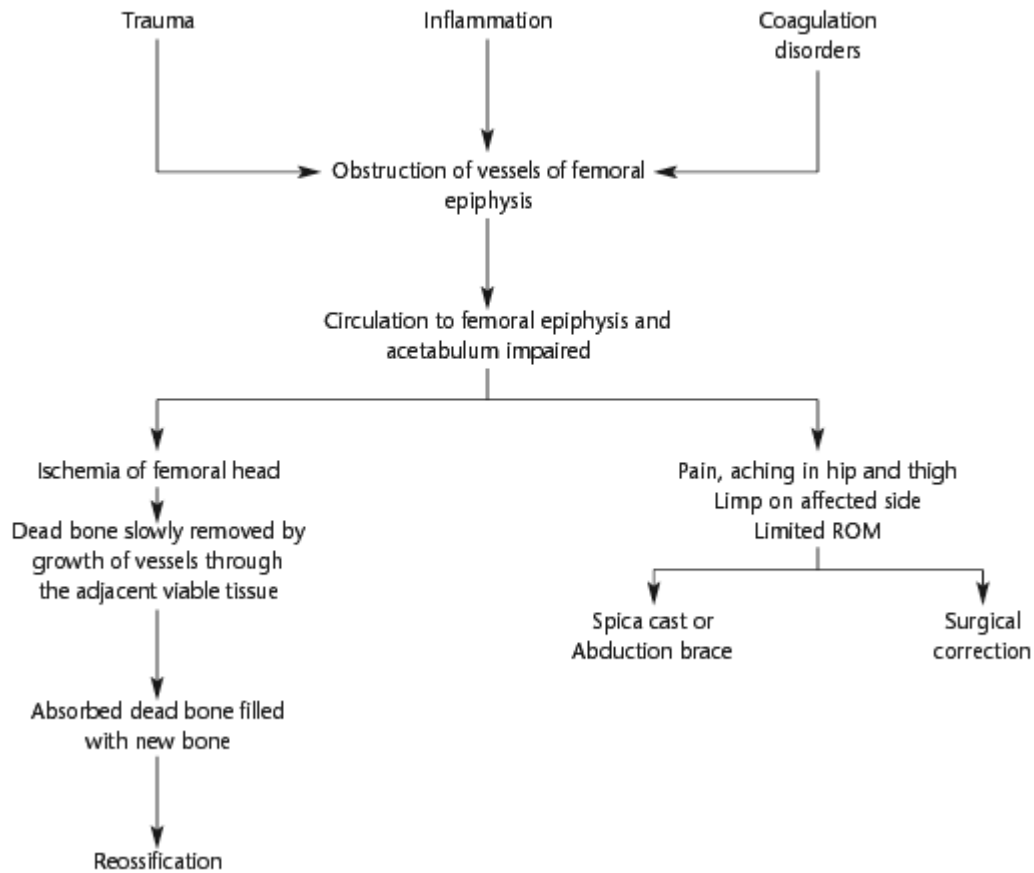 Trauma
Inflammation
Coagulation
disorders
Obstruction of vessels of femoral
epiphysis
Circulation to femoral epiphysis and
acetabulum impaired
Ischemia of femoral head
Dead bone slowly removed by
growth of vessels through
the adjacent viable tissue
Absorbed dead bone filled
with new bone
Reossification
Pain, aching in hip and thigh
Limp on affected side
Limited ROM
Spica cast or
Abduction brace
Surgical
correction